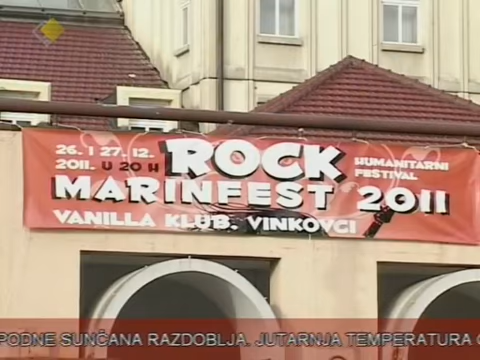 26. I 27. 12.
2011. U 20 H
ROCK
HUMANITARNI
FESTIVAL
MARINFEST 2011
VANILLA KLUB, VINKOVCI
PODNE SUNČANA RAZDOBLJA. JUTARNJA TEMPERATURA